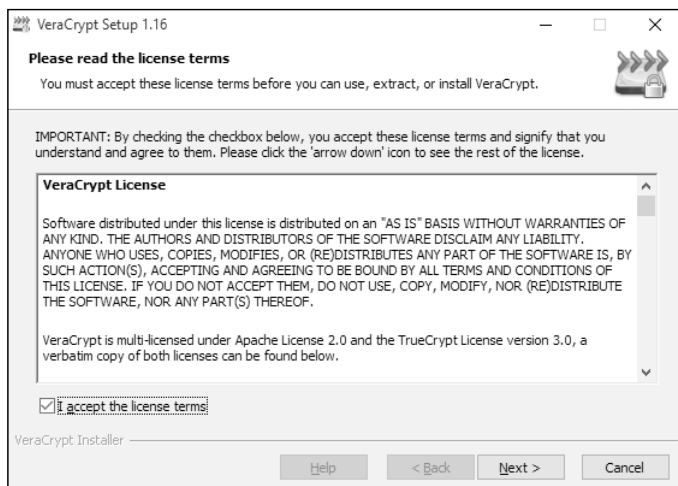 VeraCrypt Setup 1.16
Please read the license terms
You must accept these license terms before you can use, extract, or install VeraCrypt.
IMPORTANT: By checking the checkbox below, you accept these license terms and signify that you
understand and agree to them. Please click the 'arrow down' icon to see the rest of the license.
VeraCrypt License
Software distributed under this license is distributed on an "AS IS" BASIS WITHOUT WARRANTIES OF
ANY KIND. THE AUTHORS AND DISTRIBUTORS OF THE SOFTWARE DISCLAIM ANY LIABILITY.
ANYONE WHO USES, COPIES, MODIFIES, OR (RE)DISTRIBUTES ANY PART OF THE SOFTWARE IS, BY
SUCH ACTION(S), ACCEPTING AND AGREEING TO BE BOUND BY ALL TERMS AND CONDITIONS OF
THIS LICENSE. IF YOU DO NOT ACCEPT THEM, DO NOT USE, COPY, MODIFY, NOR (RE)DISTRIBUTE
THE SOFTWARE, NOR ANY PART(S) THEREOF.
VeraCrypt is multi-licensed under Apache License 2.0 and the TrueCrypt License version 3.0, a
verbatim copy of both licenses can be found below.
I accept the license terms
VeraCrypt Installer
Help < Back Next > Cancel